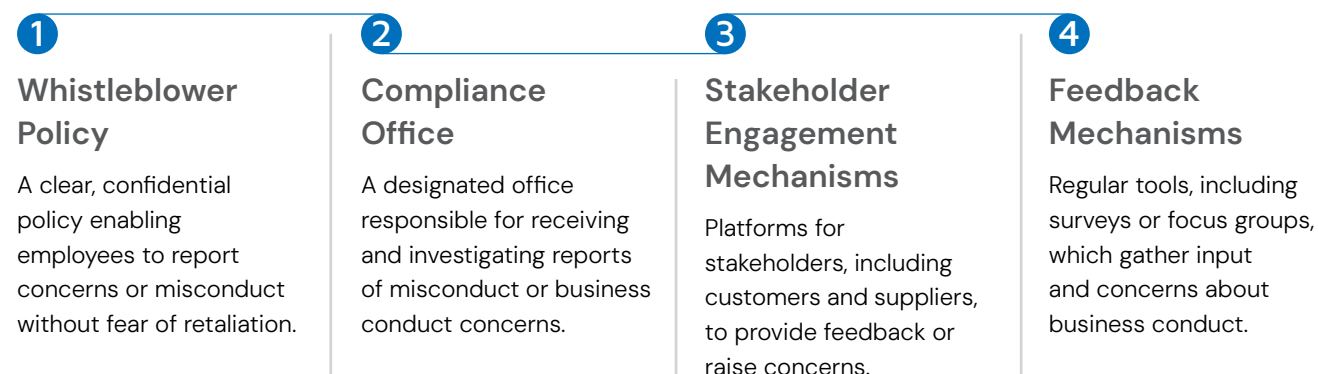 1
Whistleblower
Policy
A clear, confidential
policy enabling
employees to report
concerns or misconduct
without fear of retaliation.
2
Compliance
Office
A designated office
responsible for receiving
and investigating reports
of misconduct or business
conduct concerns.
3
Stakeholder
Engagement
Mechanisms
Platforms for
stakeholders, including
customers and suppliers,
to provide feedback or
raise concerns.
4
Feedback
Mechanisms
Regular tools, including
surveys or focus groups,
which gather input
and concerns about
business conduct.